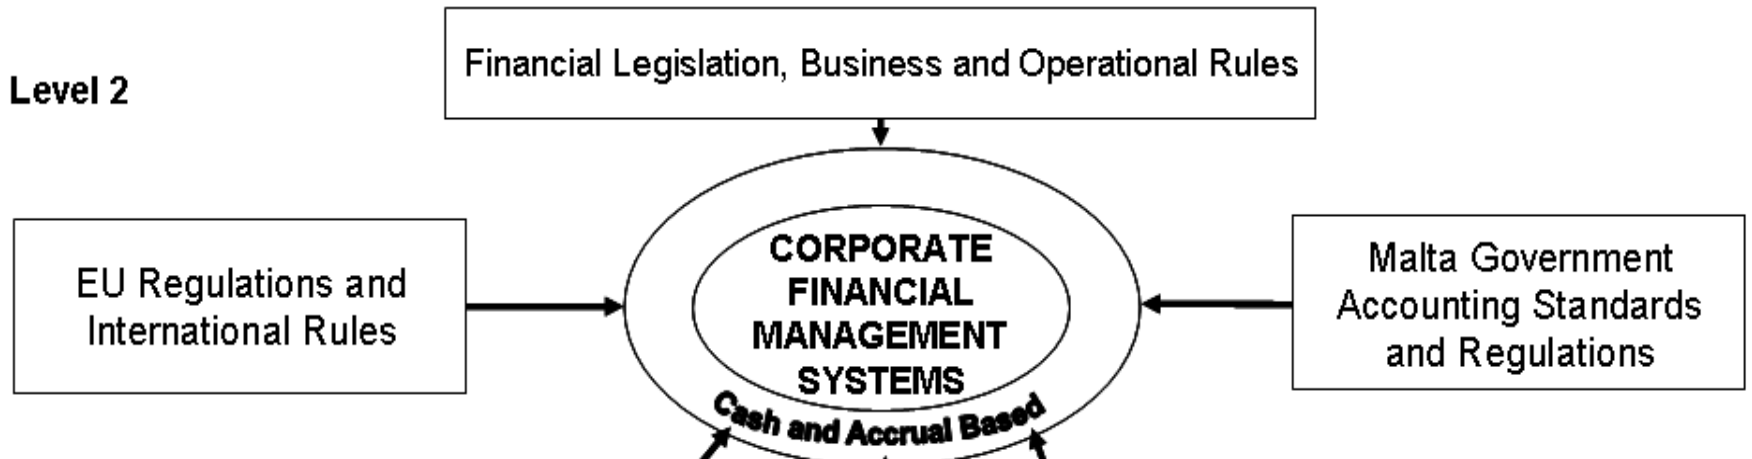 Financial Legislation, Business and Operational Rules
Level 2
EU Regulations and
International Rules
CORPORATE
FINANCIAL
MANAGEMENT
SYSTEMS
Cash and Accrual Based
Malta Government
Accounting Standards
and Regulations